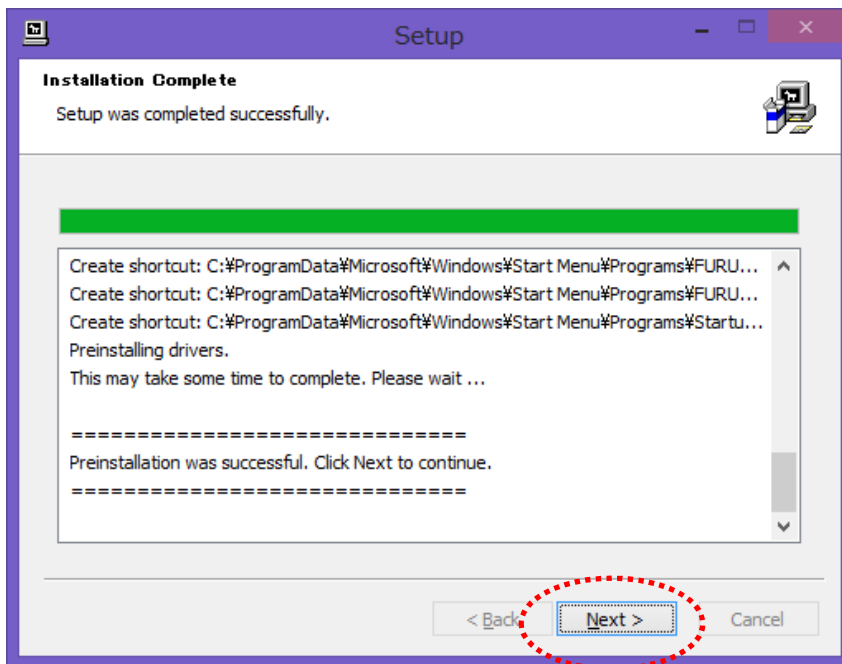 Setup
Installation Complete
Setup was completed successfully.
Create shortcut: C:¥ProgramData¥Microsoft¥Windows¥Start Menu¥Programs¥FURU...
Create shortcut: C:¥ProgramData¥Microsoft¥Windows¥Start Menu¥Programs¥FURU...
Create shortcut: C:¥ProgramData¥Microsoft¥Windows¥Start Menu¥Programs¥Startu...
Preinstalling drivers.
This may take some time to complete. Please wait ...
==============================
Preinstallation was successful. Click Next to continue.
==============================
< Back Next > Cancel